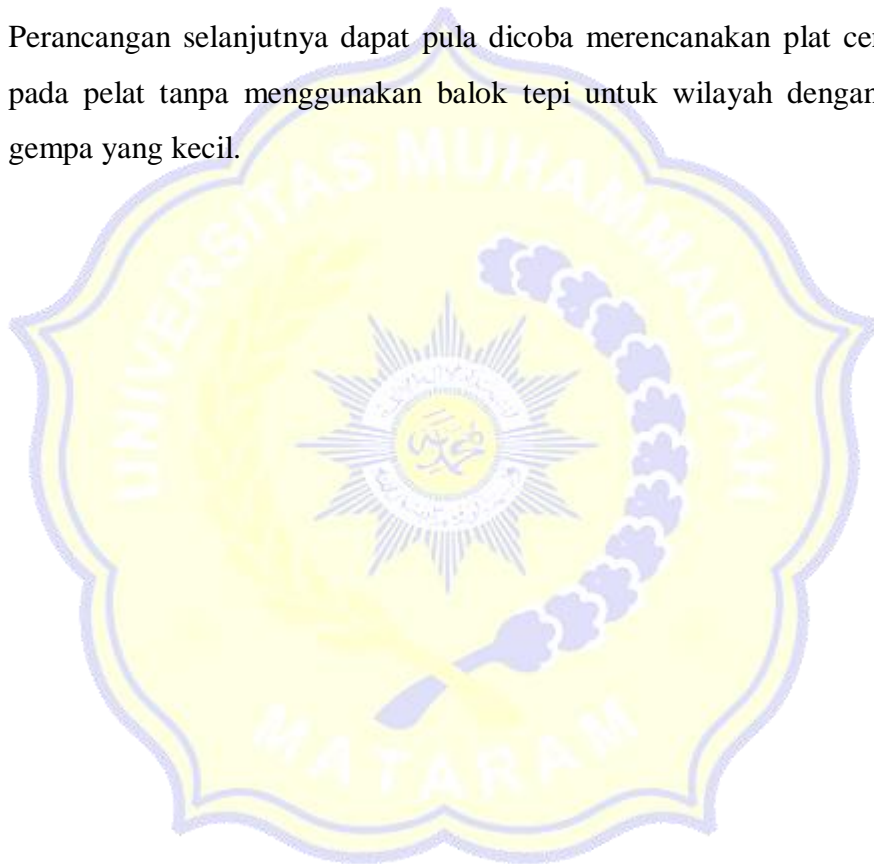 Perancangan selanjutnya dapat pula dicoba merencanakan plat
pada pelat tanpa menggunakan balok tepi untuk wilayah dengan
gempa yang kecil.
UNIVERSITAS MUHAMMADIYAH
MATARAM